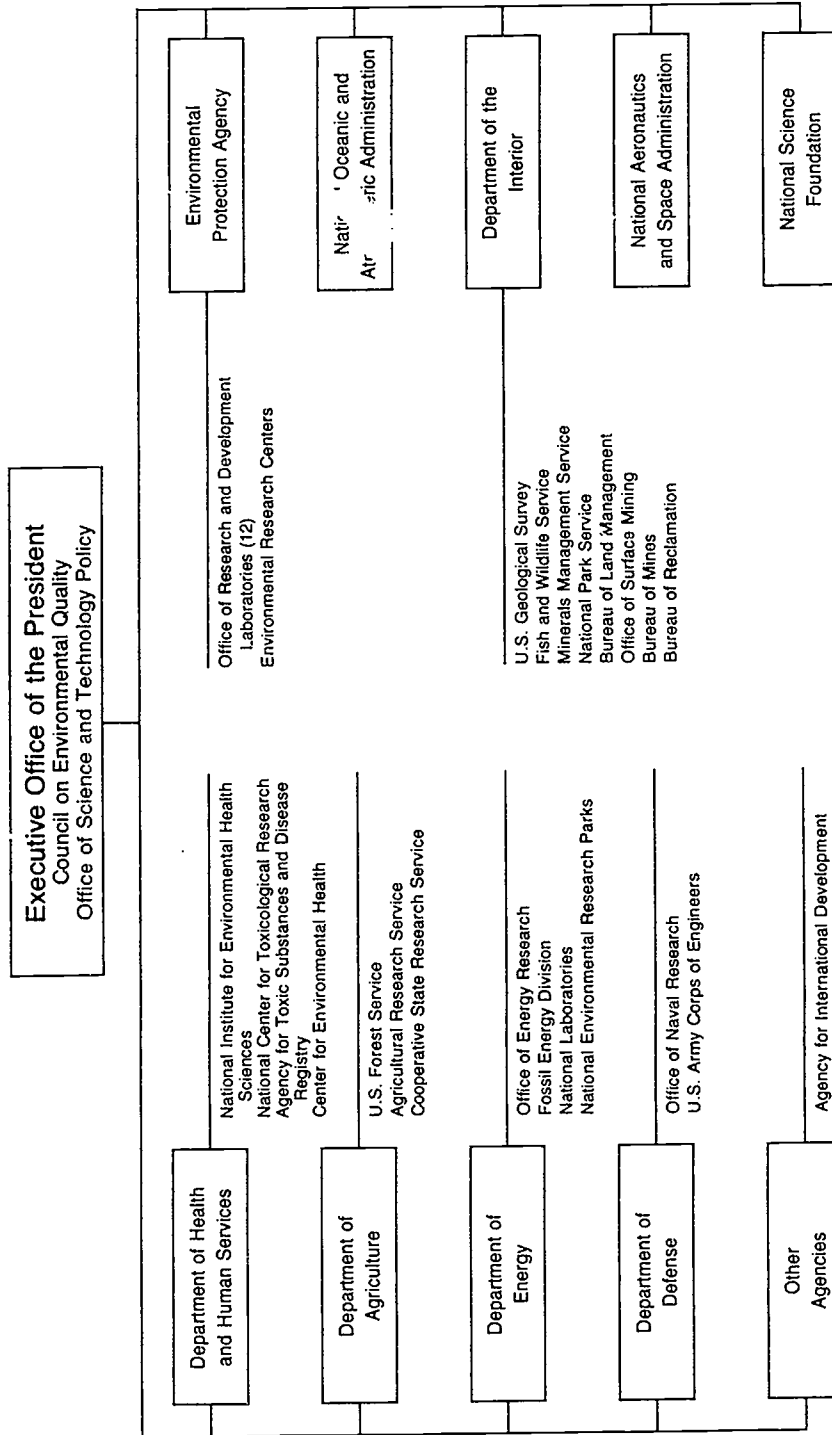 Executive Office of the President
Council on Environmental Quality
Office of Science and Technology Policy
Department of Health
and Human Services
National Institute for Environmental Health
Sciences
National Center for Toxicological Research
Agency for Toxic Substances and Disease
Registry
Center for Environmental Health
Department of
Agriculture
U.S. Forest Service
Agricultural Research Service
Cooperative State Research Service
Department of
Energy
Office of Energy Research
Fossil Energy Division
National Laboratories
National Environmental Research Parks
Department of
Defense
Office of Naval Research
U.S. Army Corps of Engineers
Other
Agencies
Agency for International Development
Environmental
Protection Agency
Office of Research and Development
Laboratories (12)
Environmental Research Centers
Oceanic and
Administration
Department of the
Interior
U.S. Geological Survey
Fish and Wildlife Service
Minerals Management Service
National Park Service
Bureau of Land Management
Office of Surface Mining
Bureau of Mines
Bureau of Reclamation
National Aeronautics
and Space Administration
National Science
Foundation